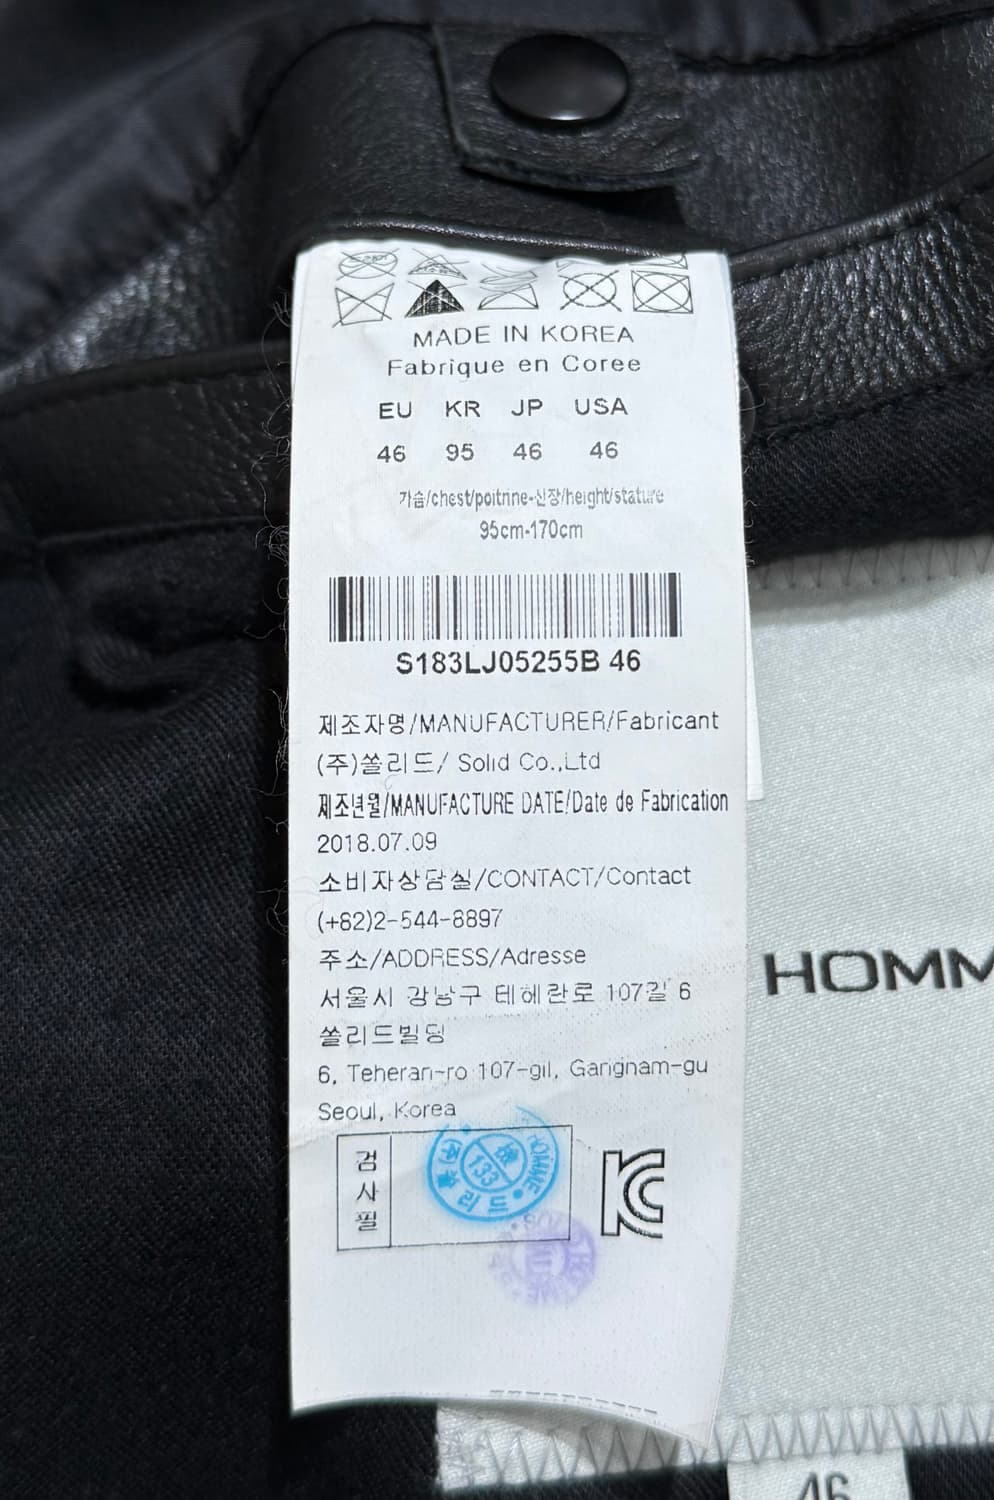 MADE IN KOREA
Fabrique en Coree
EU KR JP USA
46 95 46 46
가슴/chest/poitrine-신장/height/stature
95cm-170cm
S183LJ05255B 46
제조자명/MANUFACTURER/Fabricant
(주)쏠리드/ Solid Co.,Ltd
제조년월/MANUFACTURE DATE/Date de Fabrication
2018.07.09
소비자상담실/CONTACT/Contact
(+82)2-544-8897
주소/ADDRESS/Adresse
서울시 강남구 테헤란로 107길 6
쏠리드빌딩
6, Teheran-ro 107-gil, Gangnam-gu
Seoul, Korea
검사필
133
HOMME
KC
HOMM
46